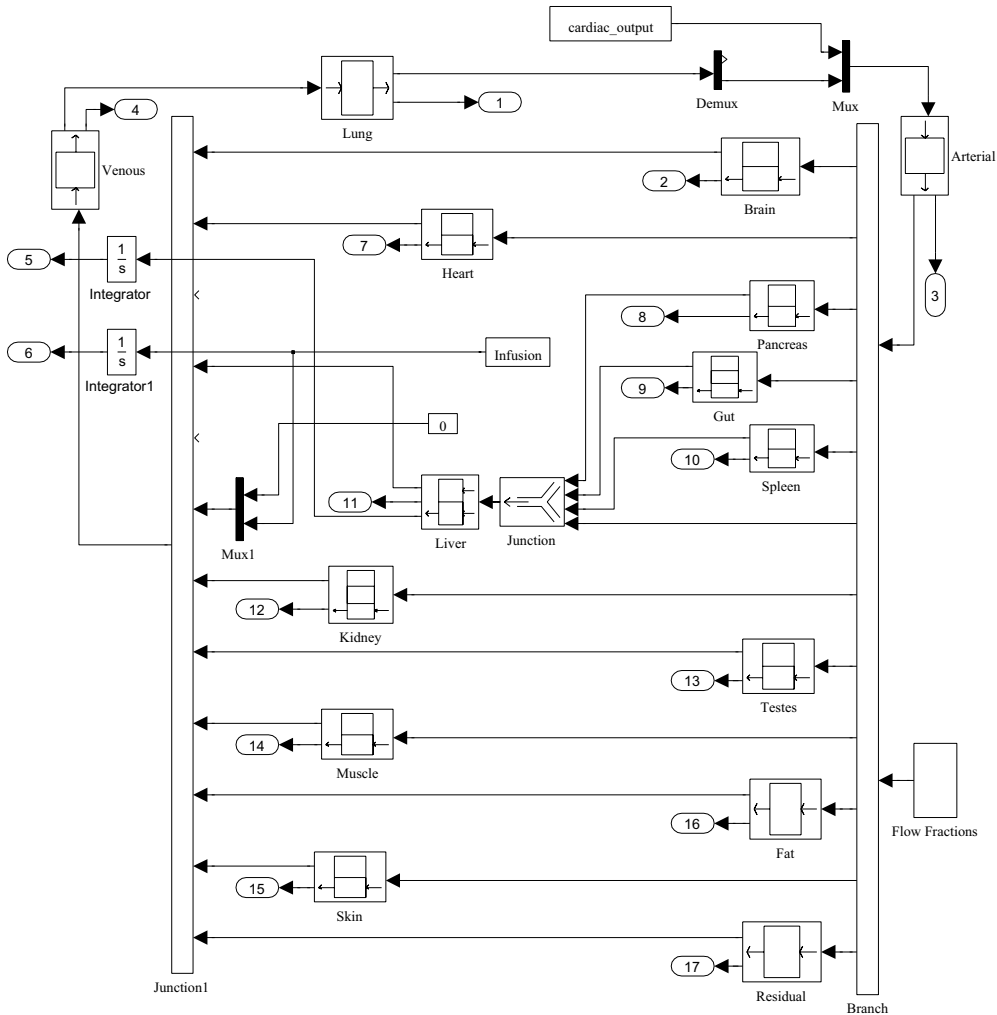 cardiac_output
Demux
Mux
Lung
1
4
Venous
Arterial
2
Brain
7
Heart
3
5
1
s
Integrator
8
Pancreas
6
1
s
Integrator1
Infusion
9
Gut
0
10
Spleen
11
Liver
Junction
Mux1
12
Kidney
13
Testes
14
Muscle
16
Fat
Flow Fractions
15
Skin
17
Residual
Junction1
Branch